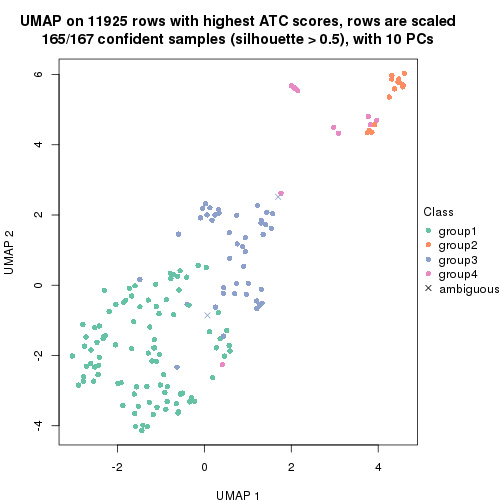 UMAP on 11925 rows with highest ATC scores, rows are scaled
165/167 confident samples (silhouette > 0.5), with 10 PCs
6
4
2
0
-2
-4
UMAP 2
-2
0
2
4
UMAP 1
Class
group1
group2
group3
group4
ambiguous